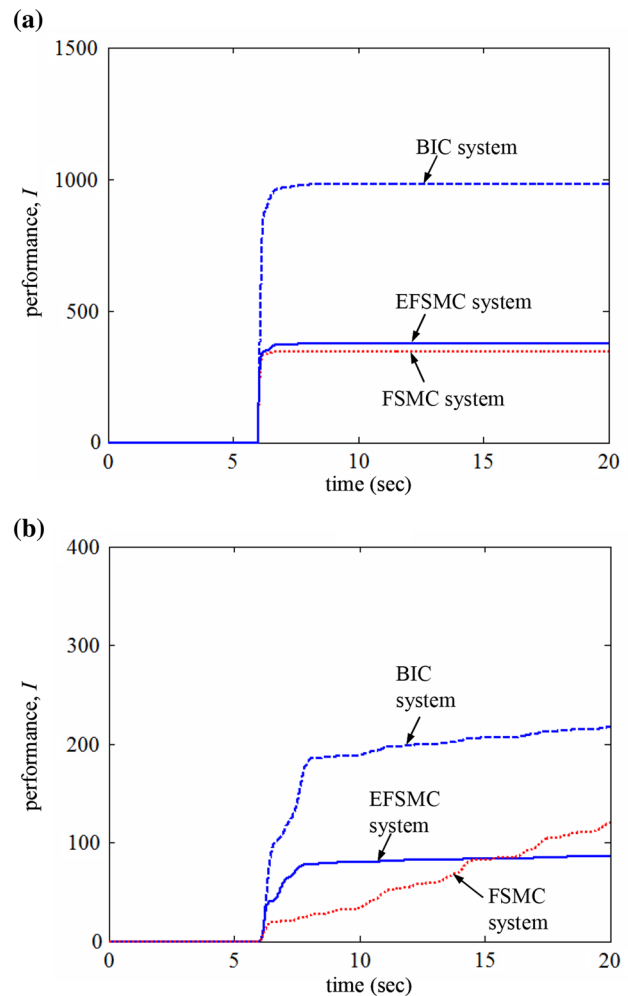 (a)
1500
1000
500
0
performance, I
BIC system
EFSMC system
FSMC system
0 5 10 15 20
time (sec)
(b)
400
300
200
100
0
performance, I
BIC
system
EFSMC
system
FSMC
system
0 5 10 15 20
time (sec)